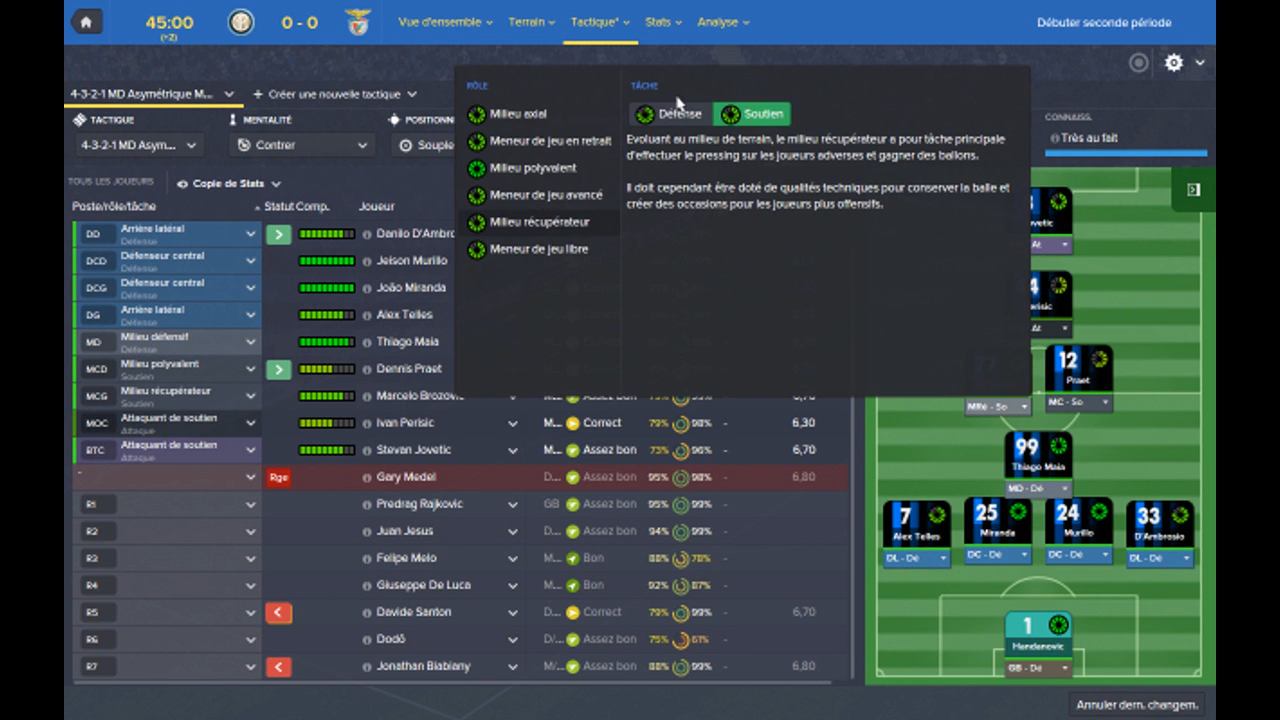 45:00
(+2)
0 - 0
Vue d'ensemble
Terrain
Tactique*
Stats
Analyse
Débuter seconde période
4-3-2-1 MD Asymétrique M...
+ Créer une nouvelle tactique
TACTIQUE
MENTALITÉ
4-3-2-1 MD Asym...
Contrer
Souple
CONNAISS.
Très au fait
RÔLE
Milieu axial
Meneur de jeu en retrait
Milieu polyvalent
Meneur de jeu avancé
Milieu récupérateur
Meneur de jeu libre
TÂCHE
Défense
Soutien
Evoluant au milieu de terrain, le milieu récupérateur a pour tâche principale
d'effectuer le pressing sur les joueurs adverses et gagner des ballons.
Il doit cependant être doté de qualités techniques pour conserver la balle et
créer des occasions pour les joueurs plus offensifs.
TOUS LES JOUEURS
Copie de Stats
Poste/rôle/tâche Statut Comp. Joueur
DD Arrière latéral
Défense
Danilo D'Ambro
DCD Défenseur central
Défense
Jeison Murillo
DCG Défenseur central
Défense
João Miranda
DG Arrière latéral
Défense
Alex Telles
MD Milieu défensif
Défense
Thiago Maia
MCD Milieu polyvalent
Soutien
Dennis Praet
MCG Milieu récupérateur
Soutien
Marcelo Brozovic
MOC Attaquant de soutien
Attaque
Ivan Perisic M... Correct 79% 98% - 6,30
BTC Attaquant de soutien
Attaque
Stevan Jovetic M... Assez bon 73% 96% - 6,70
- Rge Gary Medel D... Assez bon 95% 98% - 6,80
R1 Predrag Rajkovic GB Assez bon 95% 99% -
R2 Juan Jesus D... Assez bon 94% 99% -
R3 Felipe Melo M... Bon 88% 78% -
R4 Giuseppe De Luca M... Bon 92% 87% -
R5 Davide Santon D... Correct 79% 99% - 6,70
R6 Dodô D/... Assez bon 75% 61% -
R7 Jonathan Biabiany M/... Assez bon 88% 99% - 6,80
At
At
12
Praet
MRé - So
MC - So
99
Thiago Maia
MD - Dé
7
Alex Telles
DL - Dé
25
Miranda
DC - Dé
24
Murillo
DC - Dé
33
D'Ambrosio
DL - Dé
1
Handanovic
GB - Dé
Annuler dern. changem.